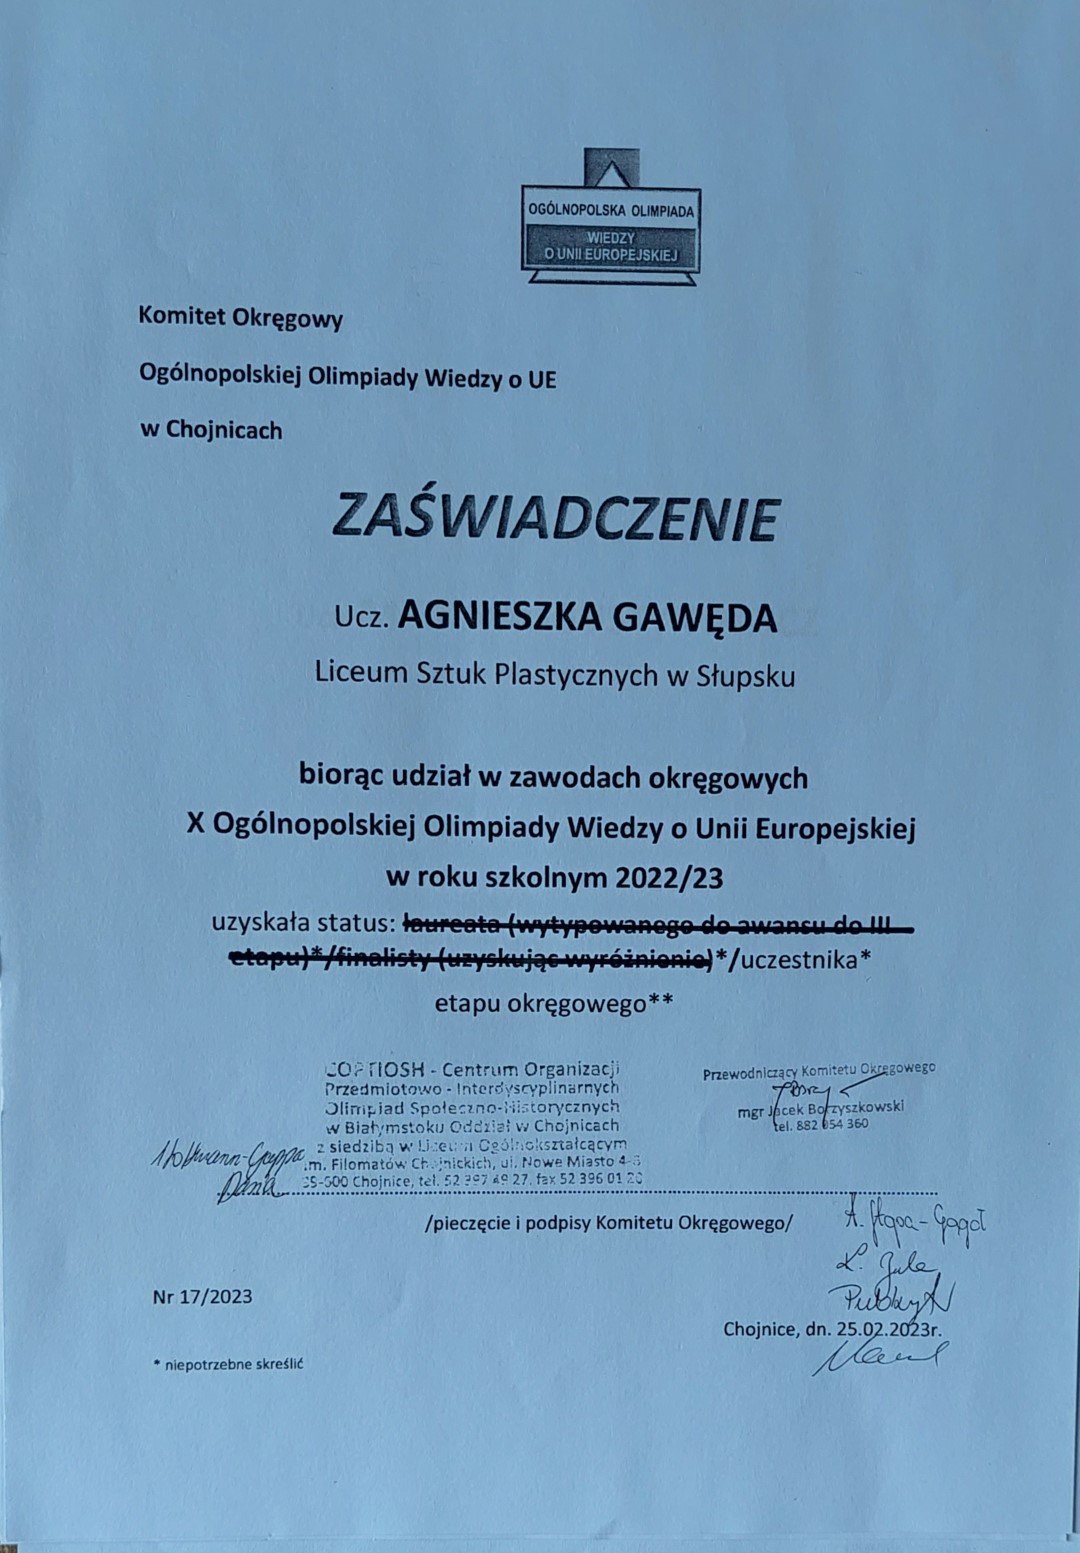 OGÓLNOPOLSKA OLIMPIADA
WIEDZY
O UNII EUROPEJSKIEJ
Komitet Okręgowy
Ogólnopolskiej Olimpiady Wiedzy o UE
w Chojnicach
ZAŚWIADCZENIE
Ucz. AGNIESZKA GAWĘDA
Liceum Sztuk Plastycznych w Słupsku
biorąc udział w zawodach okręgowych
X Ogólnopolskiej Olimpiady Wiedzy o Unii Europejskiej
w roku szkolnym 2022/23
uzyskała status: laureata (wytypowanego do awansu do III
etapu)*/finalisty (uzyskując wyróżnienie)*/uczestnika*
etapu okręgowego**
- Centrum Organizacji
Przedmiotowo - Interdyscyplinarnych
Olimpiad Społeczno-Historycznych
w Białymstoku Oddział w Chojnicach
z siedzibą w Liceum Ogólnokształcącym
im. Filomatów Chojnickich, ul. Nowe Miasto
Chojnice, tel. fax
Przewodniczący Komitetu Okręgowego
mgr Jacek Borzyszkowski
tel. 882 054 360
/pieczęcie i podpisy Komitetu Okręgowego/
Nr 17/2023
Chojnice, dn. 25.02.2023r.
* niepotrzebne skreślić